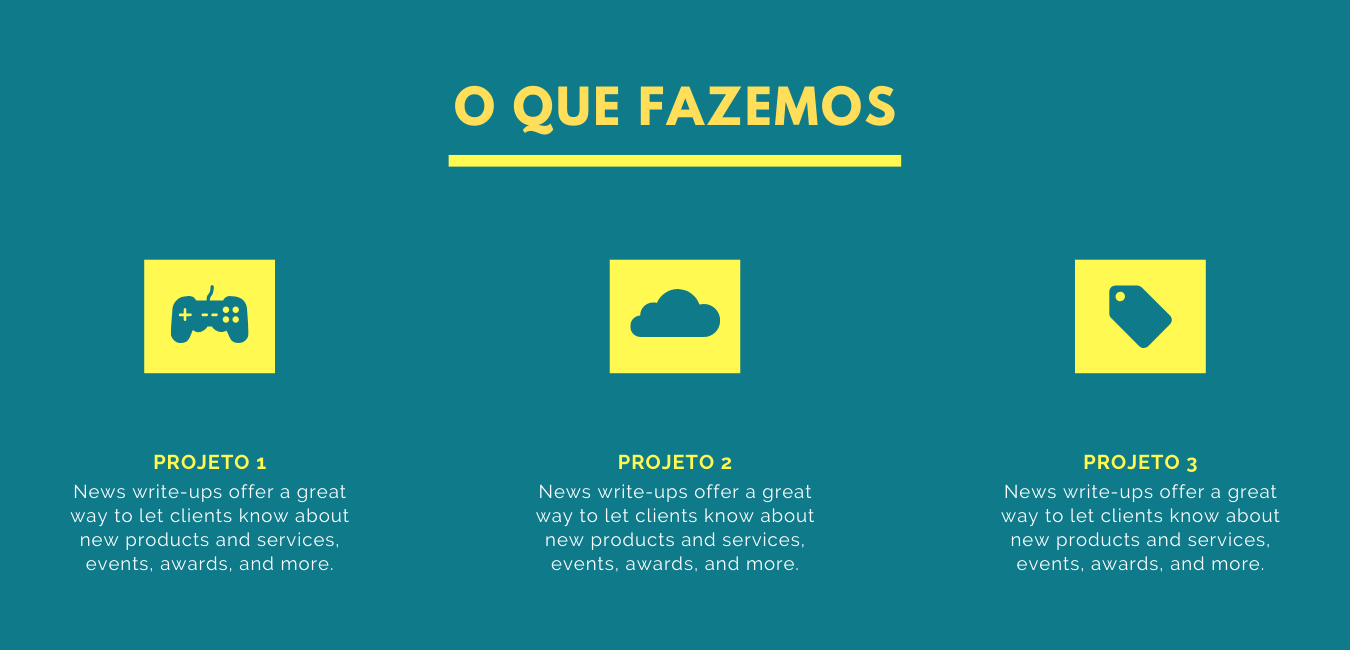 O QUE FAZEMOS
PROJETO 1
News write-ups offer a great
way to let clients know about
new products and services,
events, awards, and more.
PROJETO 2
News write-ups offer a great
way to let clients know about
new products and services,
events, awards, and more.
PROJETO 3
News write-ups offer a great
way to let clients know about
new products and services,
events, awards, and more.